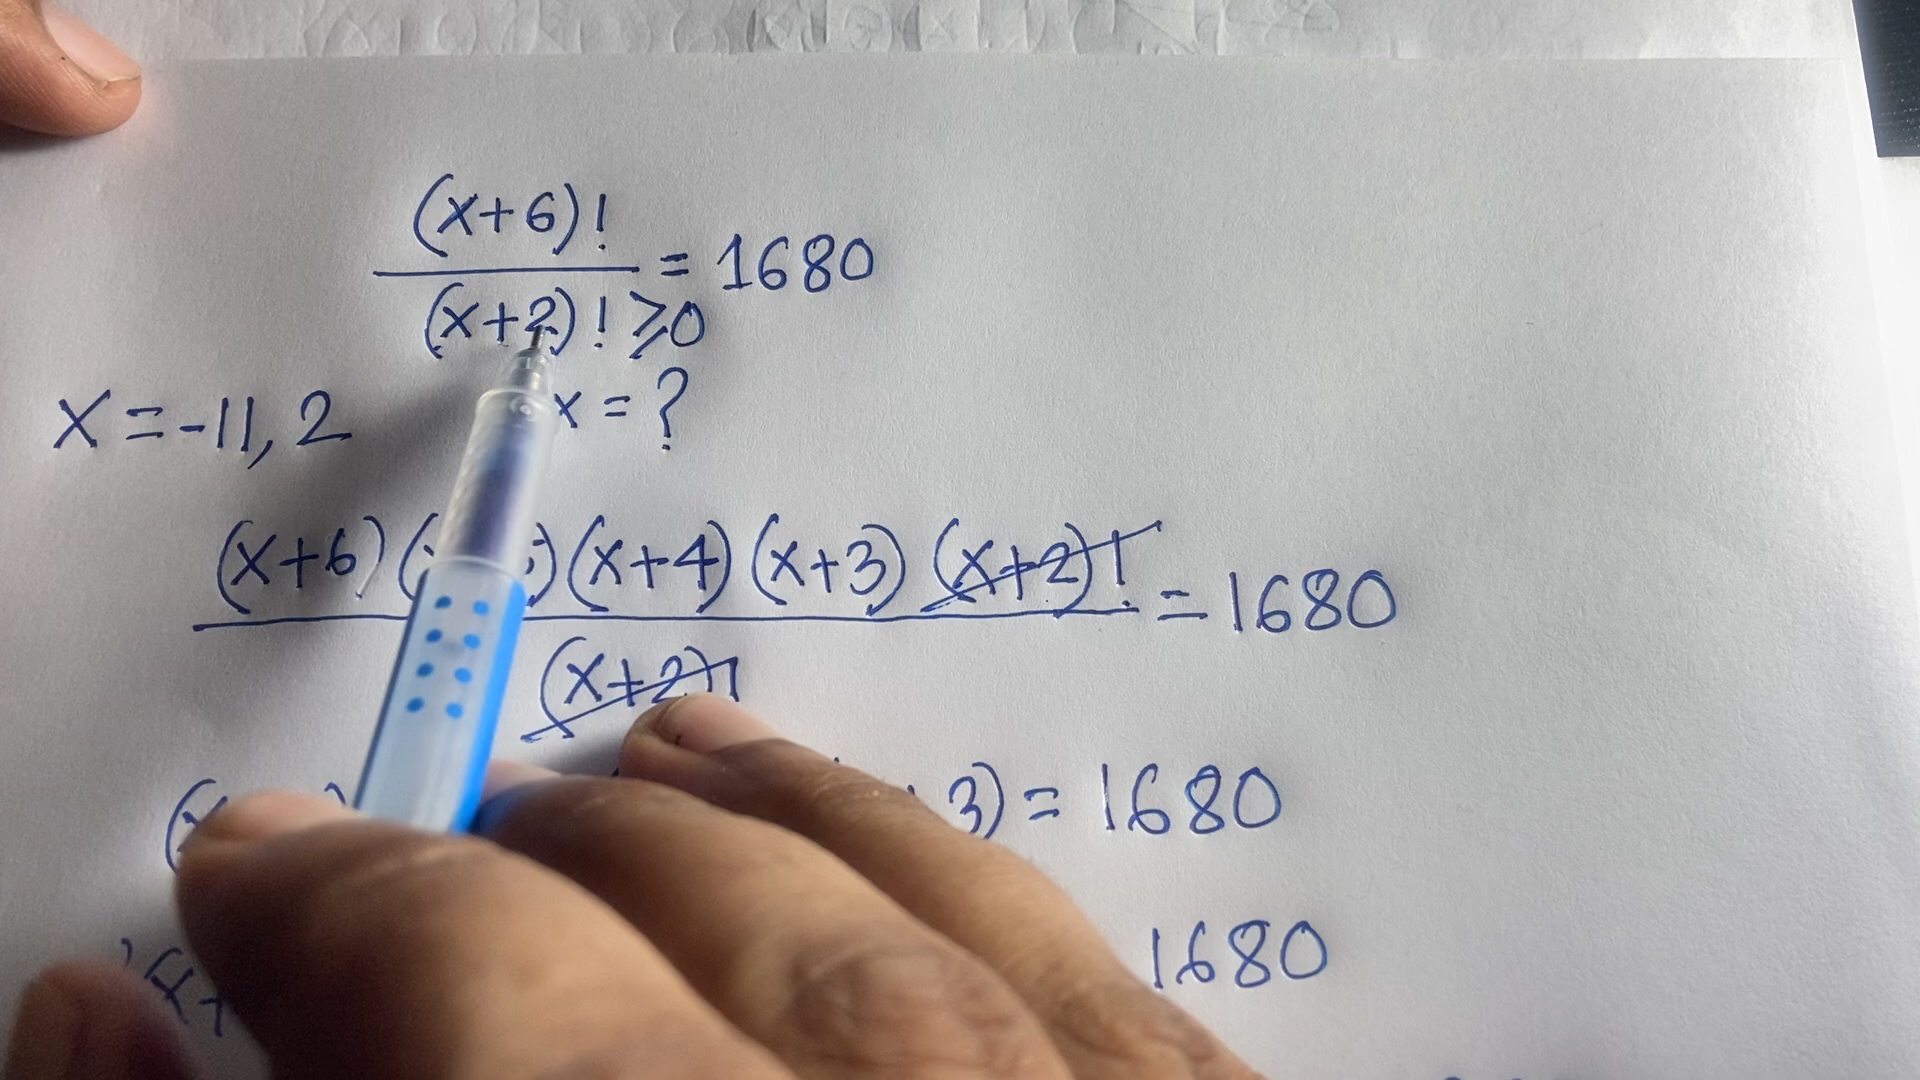 (x+6)!
= 1680
(x+2)! ⩾0
x = ?
X = -11, 2
(x+6) ( ) (x+4) (x+3) (x+2)! = 1680
(x+2)!
3) = 1680
1680